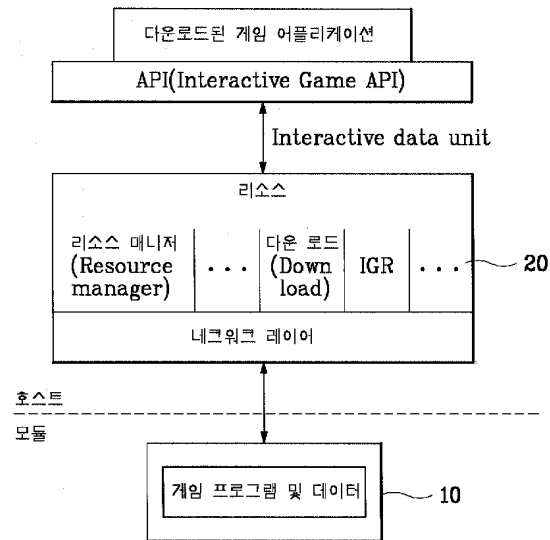 다운로드된 게임 어플리케이션
API(Interactive Game API)
Interactive data unit
리소스
리소스 매니저
(Resource
manager)
...
다운 로드
(Down
load)
IGR
...
20
네크워크 레이어
호스트
모듈
게임 프로그램 및 데이터
10